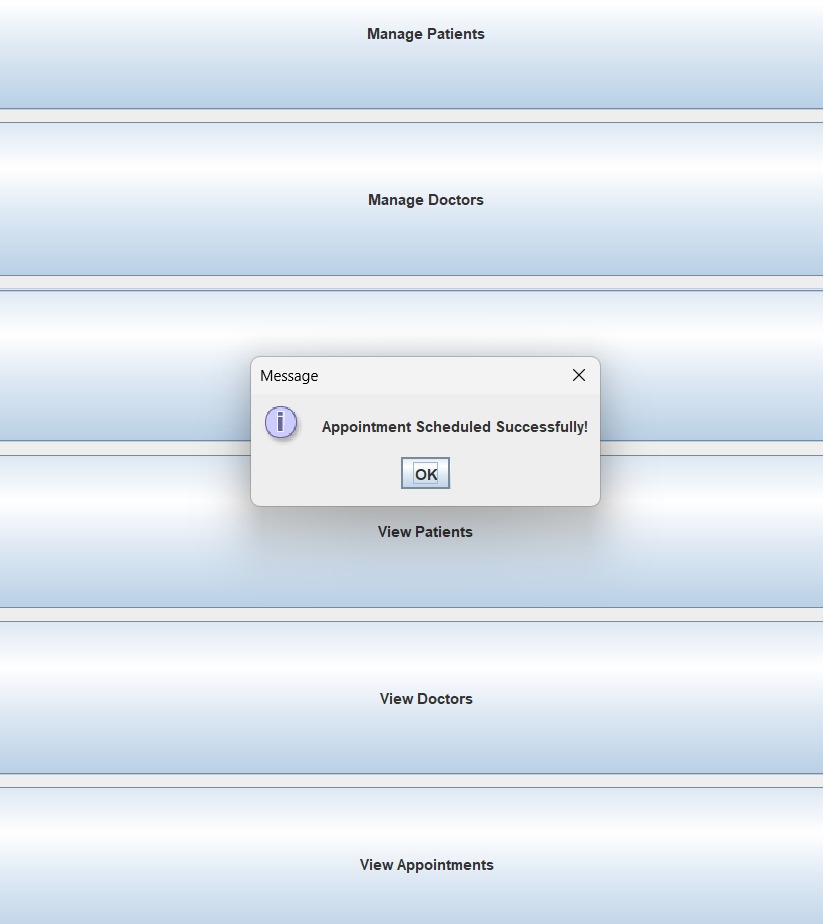 Manage Patients
Manage Doctors
Message
Appointment Scheduled Successfully!
OK
View Patients
View Doctors
View Appointments